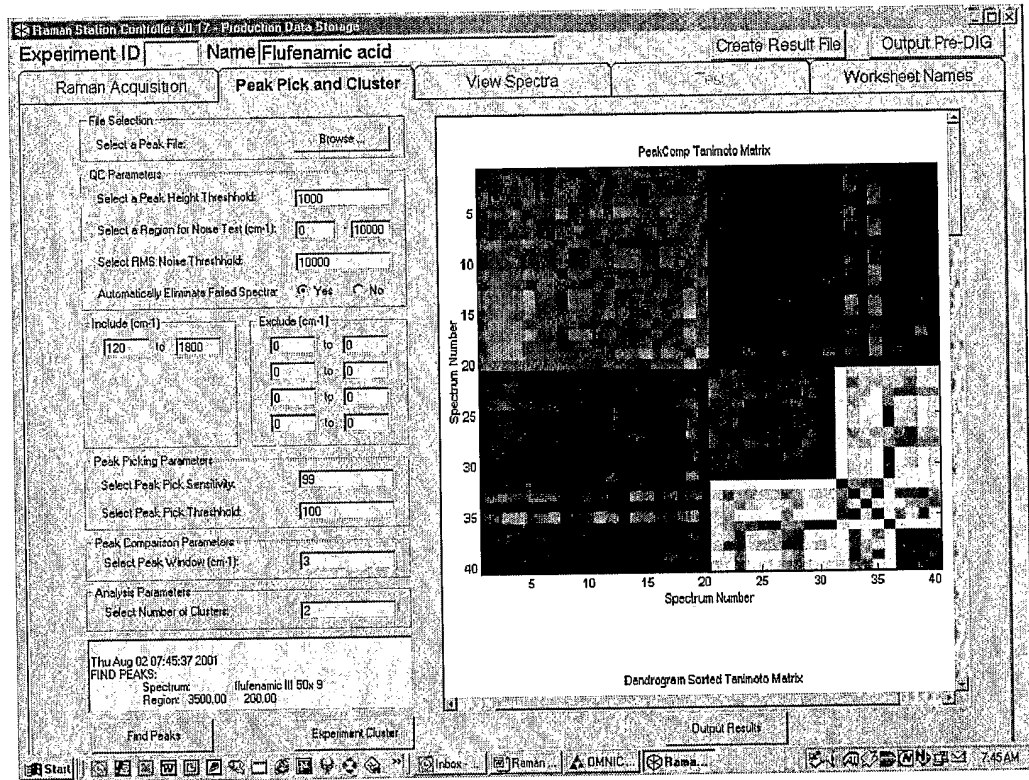 Raman Station Controller v0.17 - Production Data Storage
Experiment ID Name Flufenamic acid Create Result File Output Pre-DIG
Raman Acquisition Peak Pick and Cluster View Spectra Worksheet Names
File Selection
Select a Peak File: Browse ...
QC Parameters
Select a Peak Height Threshhold: 1000
Select a Region for Noise Test (cm-1): 0 - 10000
Select RMS Noise Threshhold: 10000
Automatically Eliminate Failed Spectra: Yes No
Include (cm-1) Exclude (cm-1)
120 to 1800 0 to 0
0 to 0
0 to 0
0 to 0
Peak Picking Parameters
Select Peak Pick Sensitivity: 99
Select Peak Pick Threshhold: 100
Peak Comparison Parameters
Select Peak Window (cm-1): 3
Analysis Parameters
Select Number of Clusters: 2
Thu Aug 02 07:45:37 2001
FIND PEAKS:
Spectrum: flufenamic III 50x 9
Region: 3500.00 200.00
Find Peaks Experiment Cluster
PeakComp Tanimoto Matrix
Spectrum Number
5
10
15
20
25
30
35
40
5 10 15 20 25 30 35 40
Spectrum Number
Dendrogram Sorted Tanimoto Matrix
Output Results
Start Inbox - ... Raman ... OMNIC... Rama... 7:45 AM